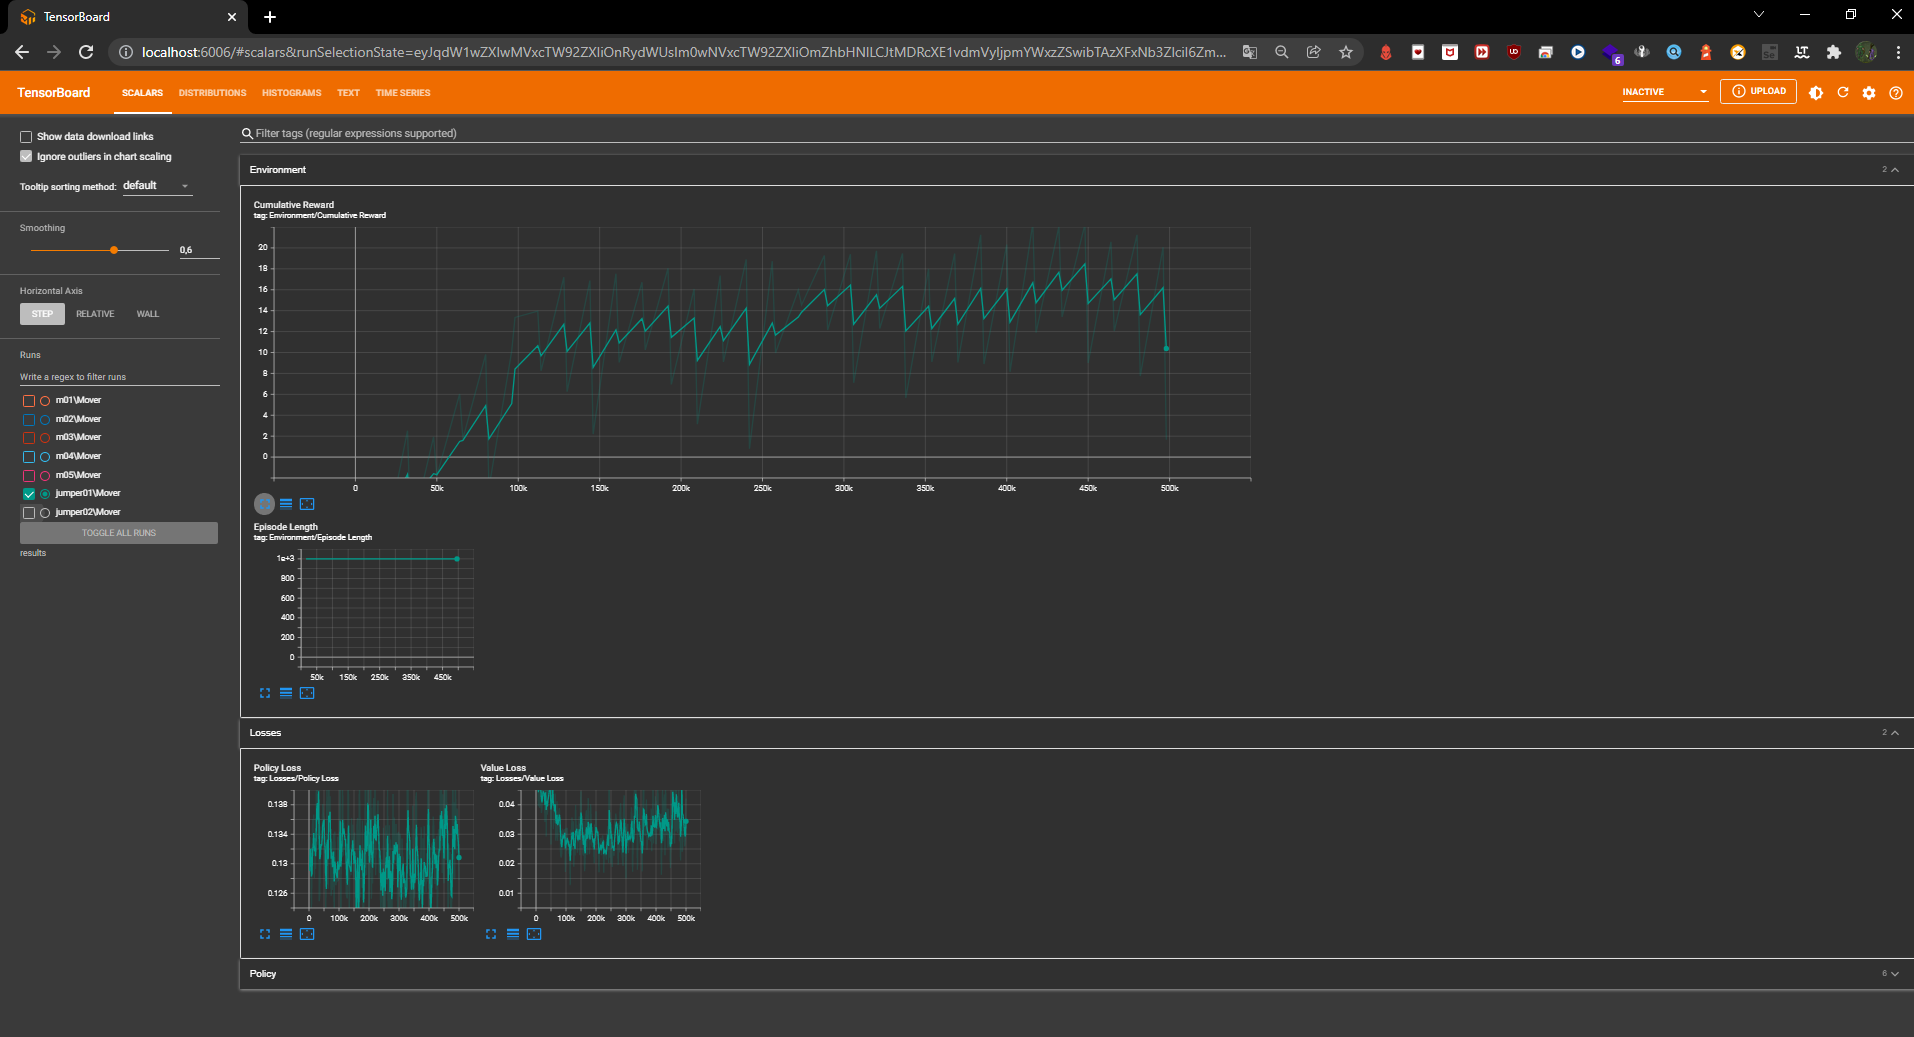 TensorBoard
localhost:6006/#scalars&runSelectionState=eyJqdW1wZXIwMVxcTW92ZXIiOnRydWUsIm0wNVxcTW92ZXIiOmZhbHNlLCJtMDRcXE1vdmVyIjpmYWxzZSwibTAzXFxNb3ZlciI6Zm...
6
TensorBoard
SCALARS DISTRIBUTIONS HISTOGRAMS TEXT TIME SERIES
INACTIVE
UPLOAD
Show data download links
Ignore outliers in chart scaling
Tooltip sorting method: default
Smoothing
0,6
Horizontal Axis
STEP RELATIVE WALL
Runs
Write a regex to filter runs
m01\Mover
m02\Mover
m03\Mover
m04\Mover
m05\Mover
jumper01\Mover
jumper02\Mover
TOGGLE ALL RUNS
results
Filter tags (regular expressions supported)
Environment
2
Cumulative Reward
tag: Environment/Cumulative Reward
20
18
16
14
12
10
8
6
4
2
0
0 50k 100k 150k 200k 250k 300k 350k 400k 450k 500k
Episode Length
tag: Environment/Episode Length
1e+3
800
600
400
200
0
50k 150k 250k 350k 450k
Losses
2
Policy Loss
tag: Losses/Policy Loss
0.138
0.134
0.13
0.126
0 100k 200k 300k 400k 500k
Value Loss
tag: Losses/Value Loss
0.04
0.03
0.02
0.01
0 100k 200k 300k 400k 500k
Policy
6